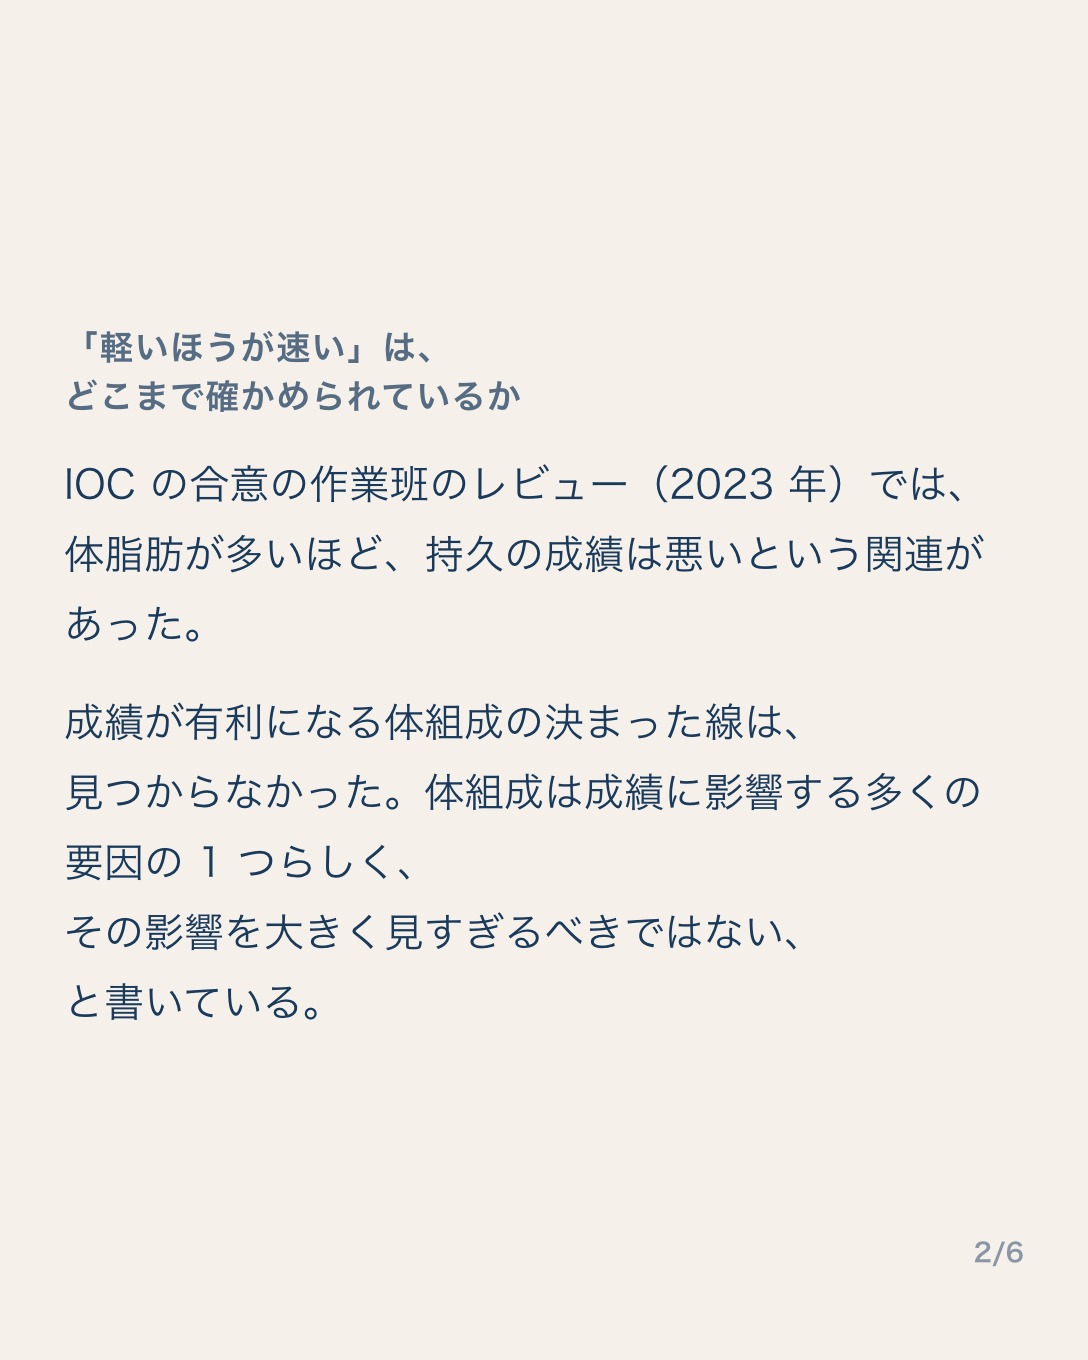 「軽いほうが速い」は、
どこまで確かめられているか
IOC の合意の作業班のレビュー（2023 年）では、
体脂肪が多いほど、持久の成績は悪いという関連が
あった。
成績が有利になる体組成の決まった線は、
見つからなかった。体組成は成績に影響する多くの
要因の 1 つらしく、
その影響を大きく見すぎるべきではない、
と書いている。
2/6